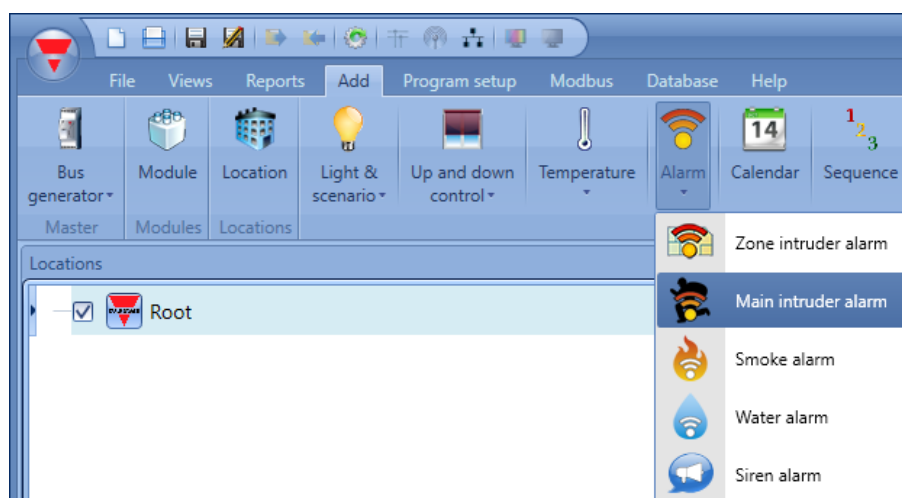 File Views Reports Add Program setup Modbus Database Help
Bus generator Module Location Light & scenario Up and down control Temperature Alarm 14 Calendar 1 2 3 Sequence
Master Modules Locations
Locations
Root
Zone intruder alarm
Main intruder alarm
Smoke alarm
Water alarm
Siren alarm